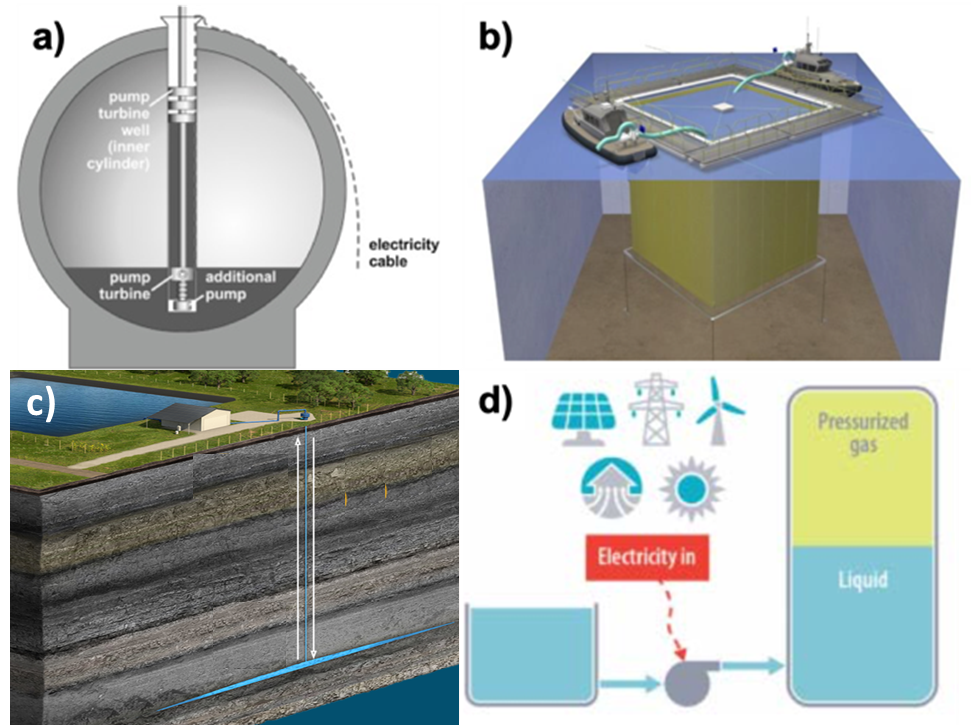 a)
pump
turbine
well
(inner
cylinder)
electricity
cable
pump
turbine
additional
pump
b)
c)
d)
Pressurized
gas
Electricity in
Liquid